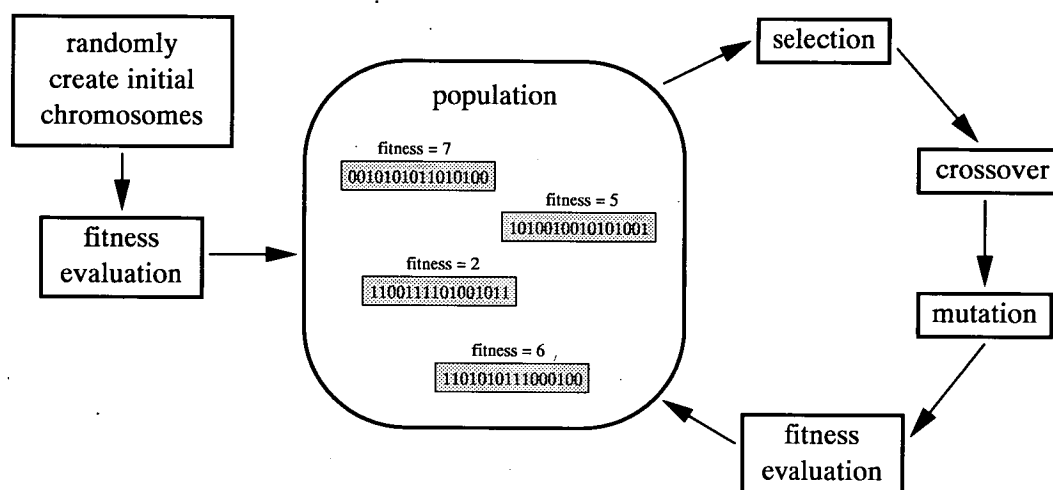 randomly
create initial
chromosomes
fitness
evaluation
population
fitness = 7
0010101011010100
fitness = 5
1010010010101001
fitness = 2
1100111101001011
fitness = 6
1101010111000100
selection
crossover
mutation
fitness
evaluation